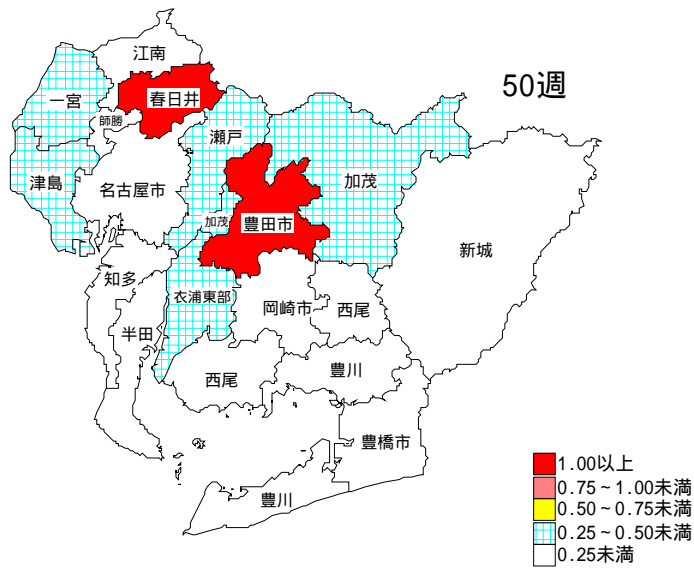 江南
50週
一宮
春日井
師勝
瀬戸
津島
名古屋市
加茂
加茂
豊田市
新城
知多
衣浦東部
岡崎市
西尾
半田
西尾
豊川
豊橋市
豊川
1.00以上
0.75~1.00未満
0.50~0.75未満
0.25~0.50未満
0.25未満